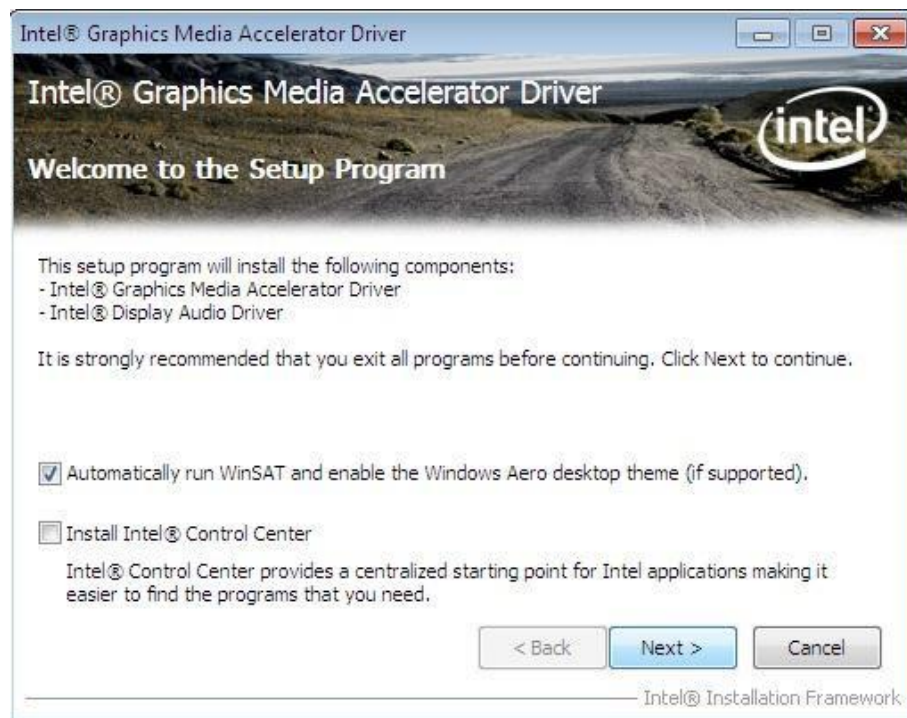 Intel® Graphics Media Accelerator Driver
Intel® Graphics Media Accelerator Driver
intel
Welcome to the Setup Program
This setup program will install the following components:
- Intel® Graphics Media Accelerator Driver
- Intel® Display Audio Driver
It is strongly recommended that you exit all programs before continuing. Click Next to continue.
Automatically run WinSAT and enable the Windows Aero desktop theme (if supported).
Install Intel® Control Center
Intel® Control Center provides a centralized starting point for Intel applications making it
easier to find the programs that you need.
< Back Next > Cancel
Intel® Installation Framework